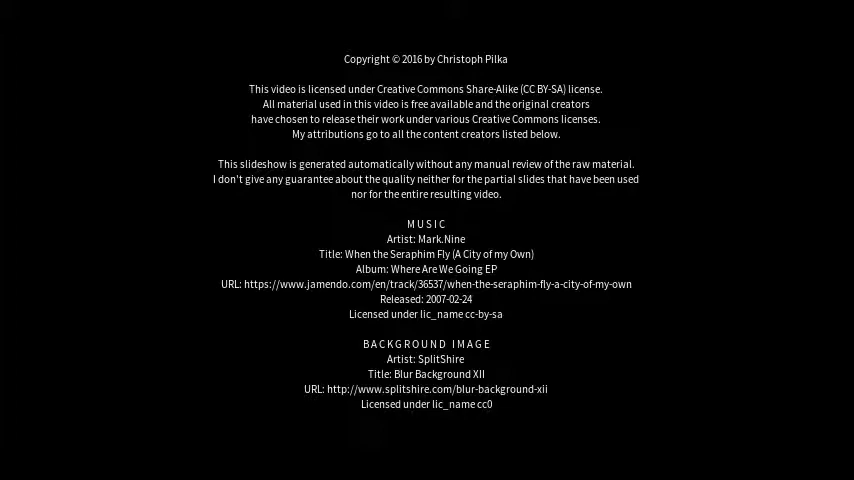 Copyright © 2016 by Christoph Pilka
This video is licensed under Creative Commons Share-Alike (CC BY-SA) license.
All material used in this video is free available and the original creators
have chosen to release their work under various Creative Commons licenses.
My attributions go to all the content creators listed below.
This slideshow is generated automatically without any manual review of the raw material.
I don't give any guarantee about the quality neither for the partial slides that have been used
nor for the entire resulting video.
M U S I C
Artist: Mark.Nine
Title: When the Seraphim Fly (A City of my Own)
Album: Where Are We Going EP
URL: https://www.jamendo.com/en/track/36537/when-the-seraphim-fly-a-city-of-my-own
Released: 2007-02-24
Licensed under lic_name cc-by-sa
B A C K G R O U N D   I M A G E
Artist: SplitShire
Title: Blur Background XII
URL: http://www.splitshire.com/blur-background-xii
Licensed under lic_name cc0